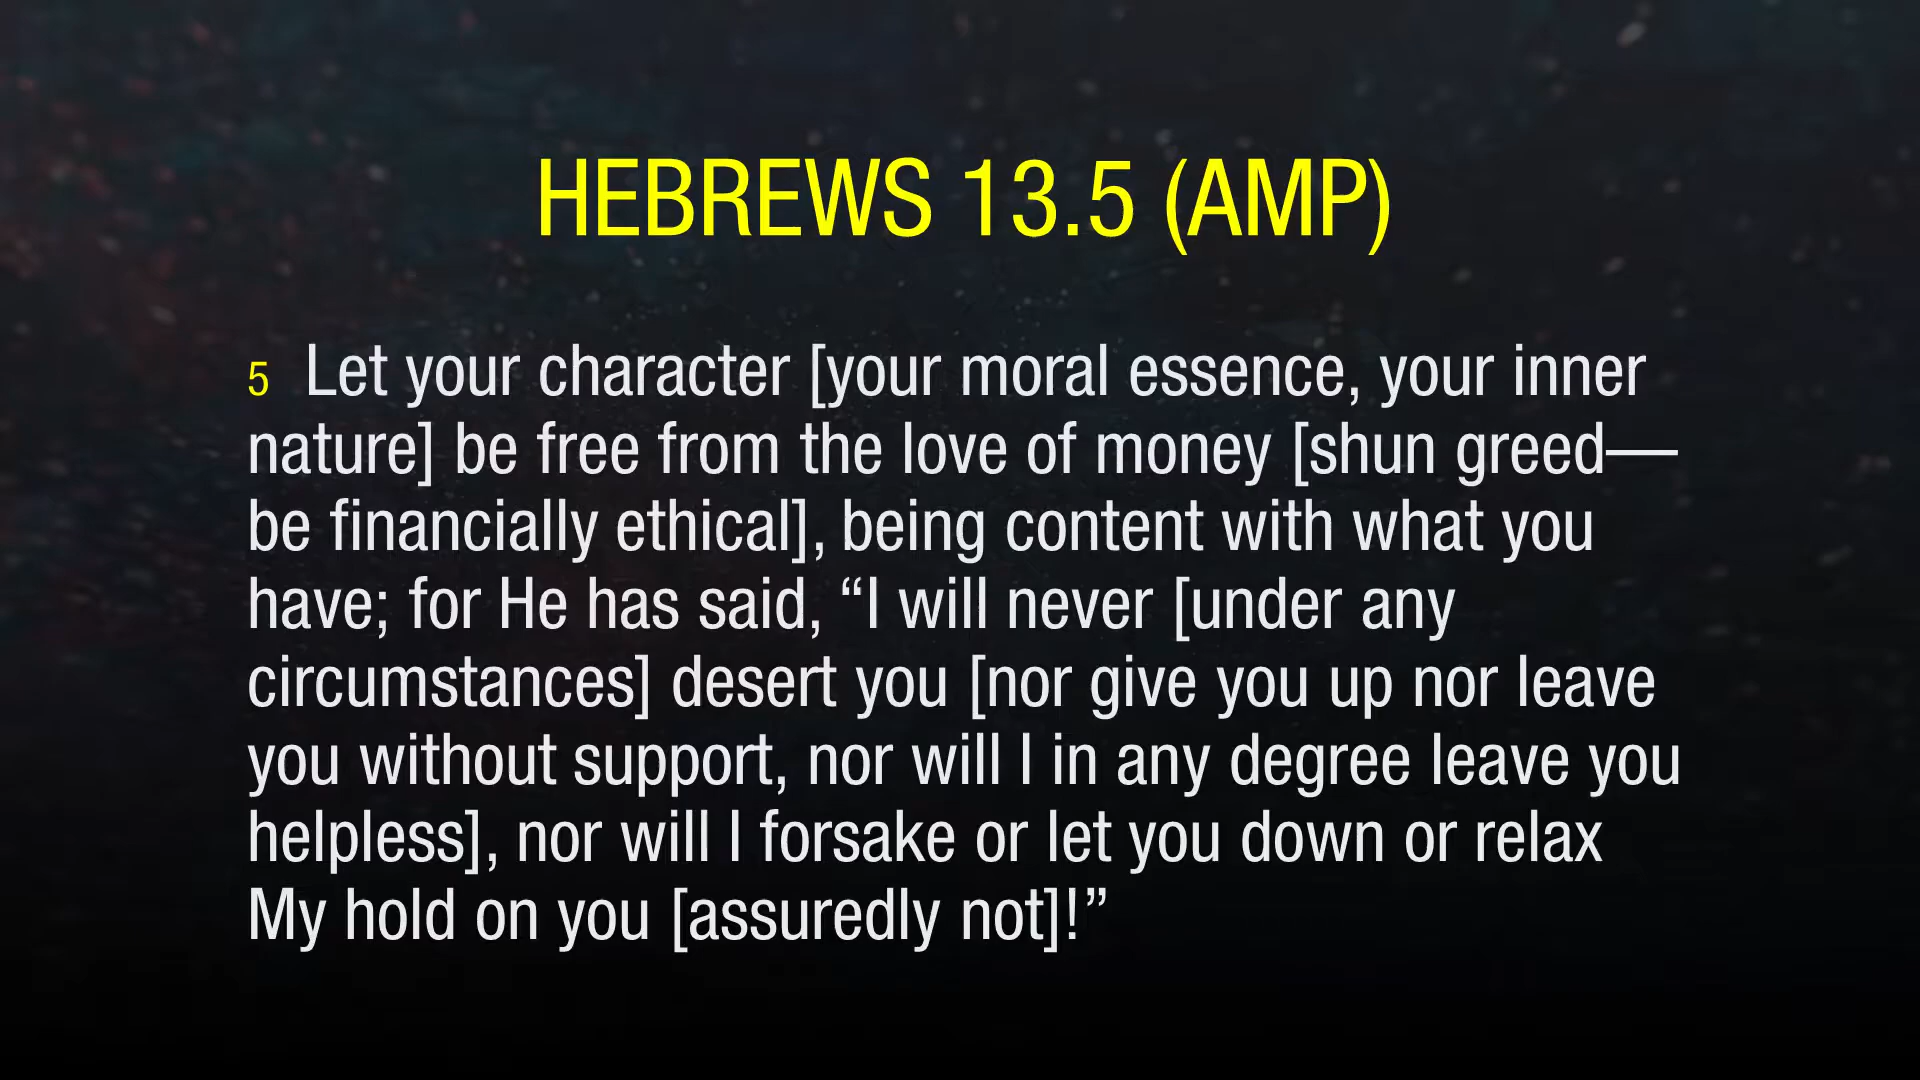 HEBREWS 13.5 (AMP)
5 Let your character [your moral essence, your inner
nature] be free from the love of money [shun greed—
be financially ethical], being content with what you
have; for He has said, “I will never [under any
circumstances] desert you [nor give you up nor leave
you without support, nor will I in any degree leave you
helpless], nor will I forsake or let you down or relax
My hold on you [assuredly not]!”